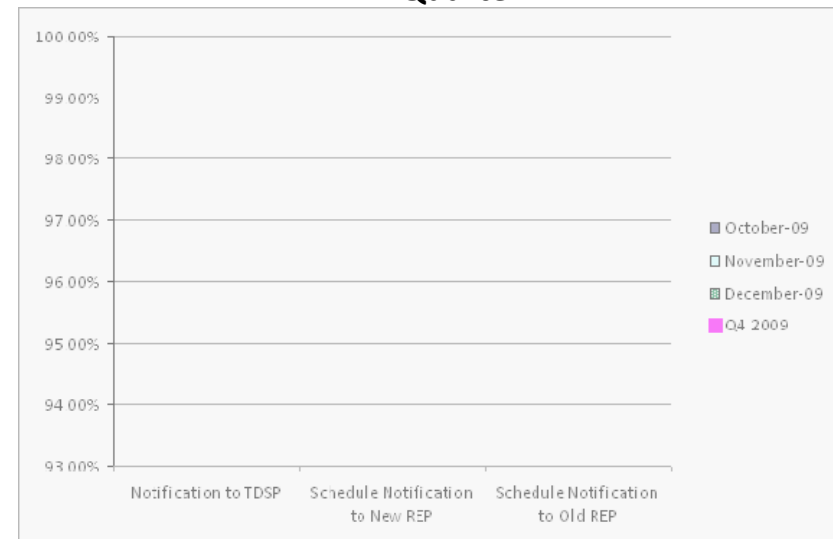 100.00%
99.00%
98.00%
97.00%
96.00%
95.00%
94.00%
93.00%
Notification to TDSP
Schedule Notification
to New REP
Schedule Notification
to Old REP
October-09
November-09
December-09
Q4 2009